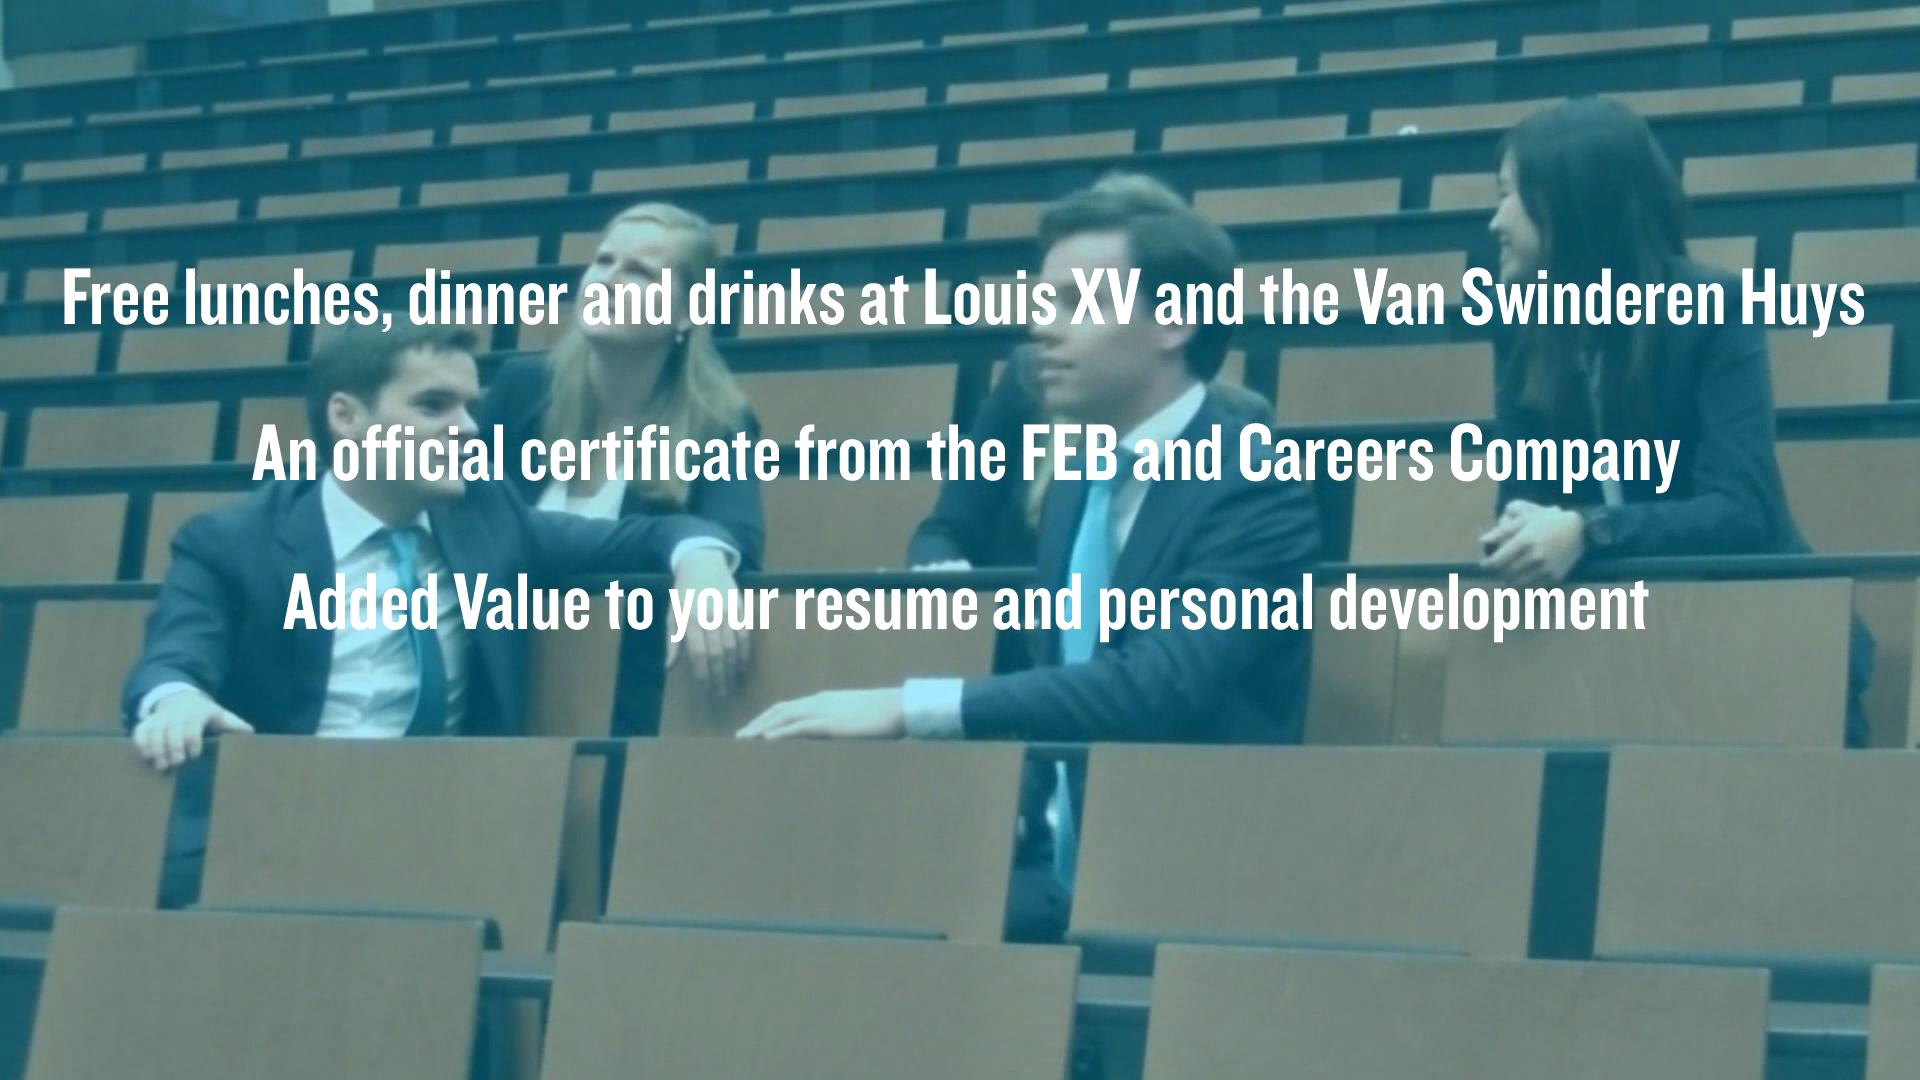 Free lunches, dinner and drinks at Louis XV and the Van Swinderen Huys
An official certificate from the FEB and Careers Company
Added Value to your resume and personal development